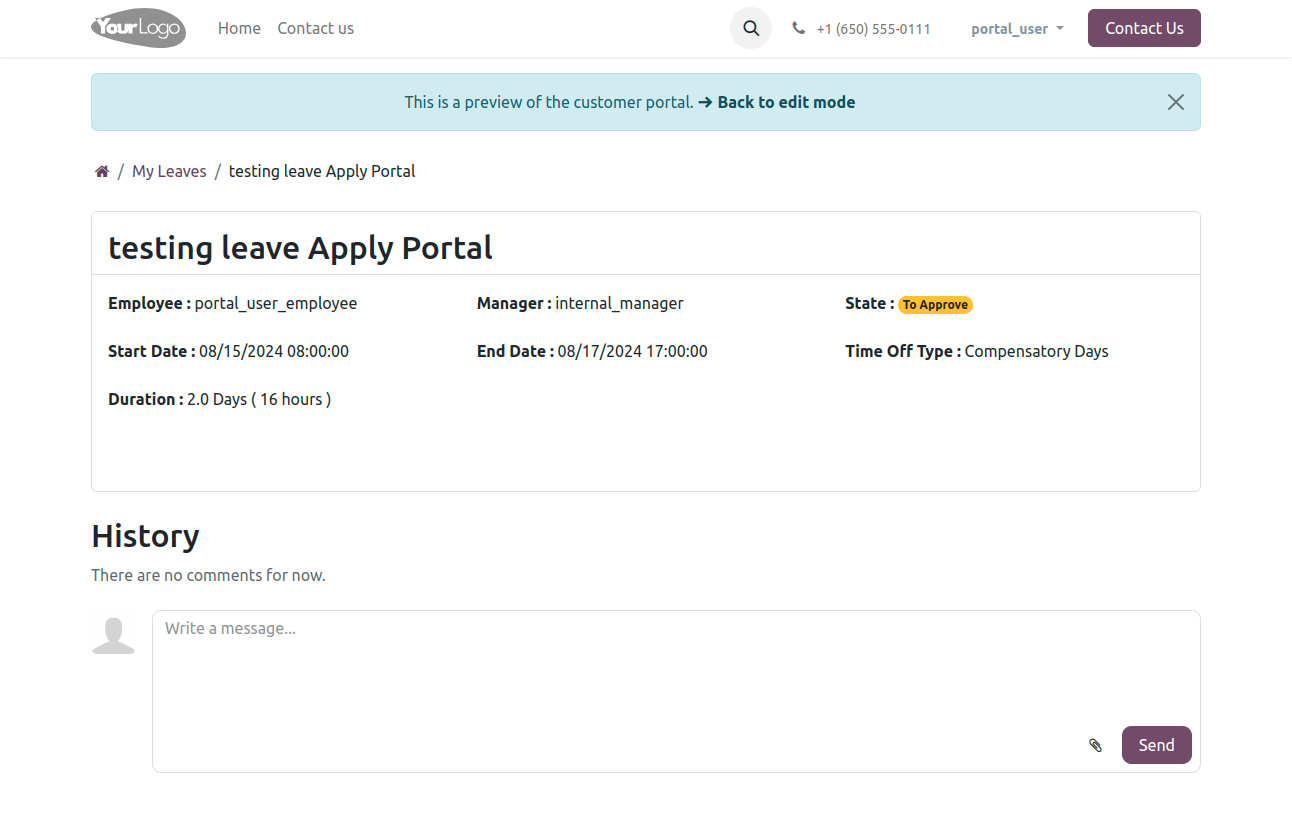 YourLogo Home Contact us +1 (650) 555-0111 portal_user Contact Us
This is a preview of the customer portal. → Back to edit mode
/ My Leaves / testing leave Apply Portal
testing leave Apply Portal
Employee : portal_user_employee Manager : internal_manager State : To Approve
Start Date : 08/15/2024 08:00:00 End Date : 08/17/2024 17:00:00 Time Off Type : Compensatory Days
Duration : 2.0 Days ( 16 hours )
History
There are no comments for now.
Write a message...
Send